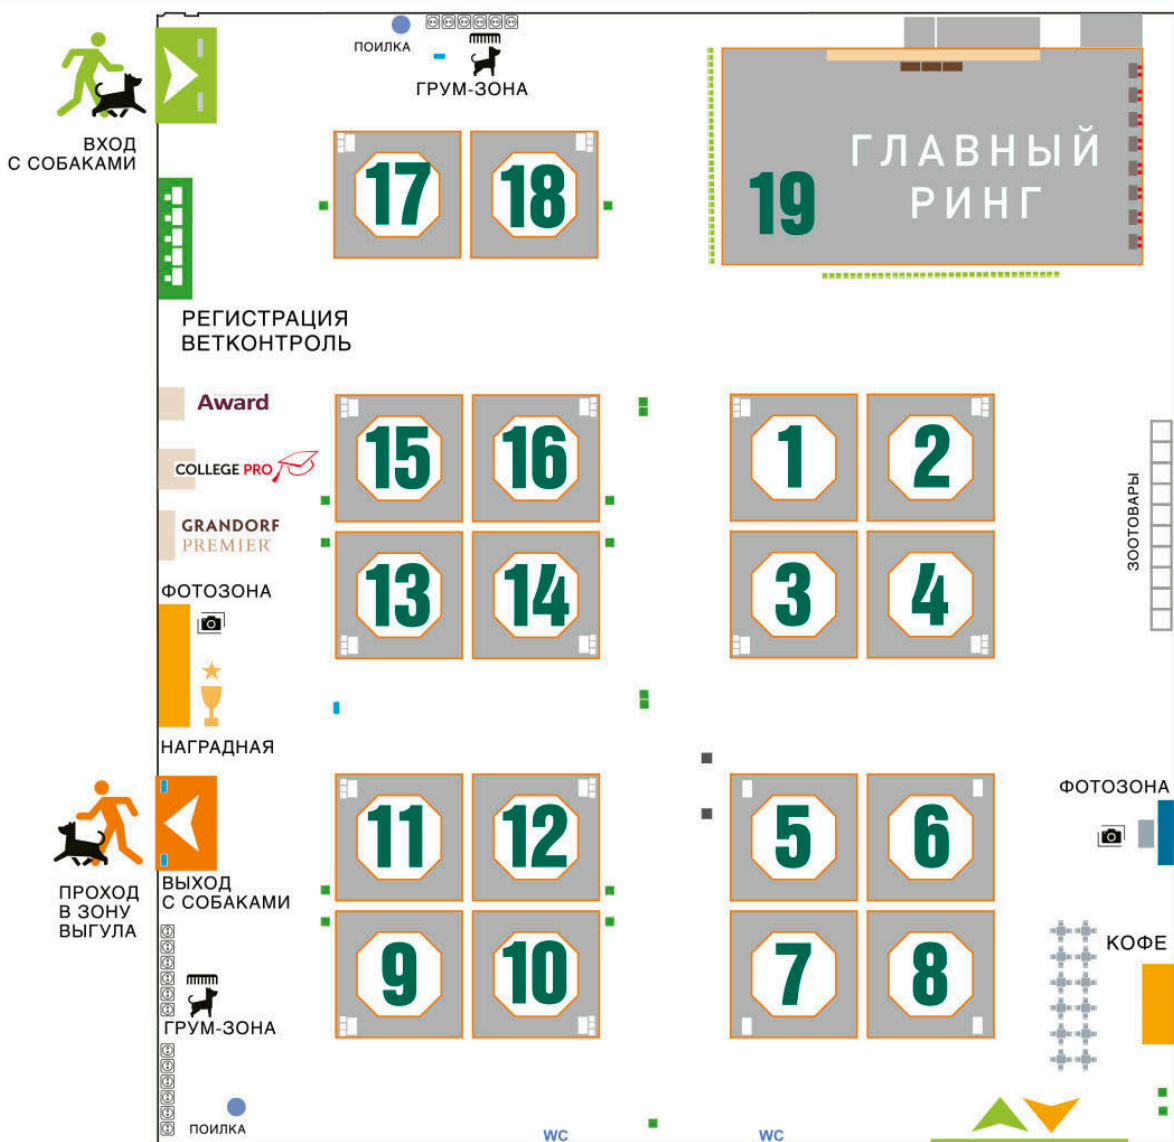 ПОИЛКА
ГРУМ-ЗОНА
ВХОД
С СОБАКАМИ
17
18
19
ГЛАВНЫЙ
РИНГ
РЕГИСТРАЦИЯ
ВЕТКОНТРОЛЬ
Award
COLLEGE PRO
GRANDORF
PREMIER
ФОТОЗОНА
НАГРАДНАЯ
15
16
13
14
1
2
3
4
ЗООТОВАРЫ
ПРОХОД
В ЗОНУ
ВЫГУЛА
ВЫХОД
С СОБАКАМИ
11
12
9
10
5
6
7
8
ФОТОЗОНА
КОФЕ
ГРУМ-ЗОНА
ПОИЛКА
WC
WC